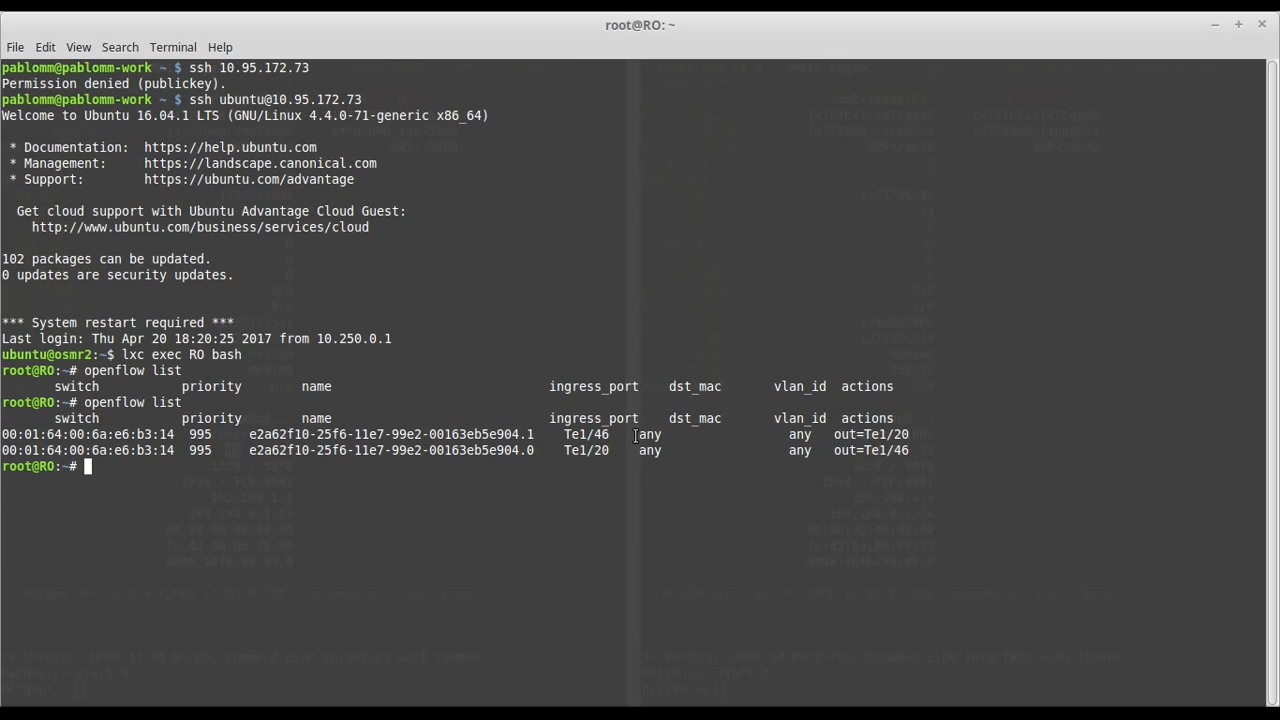 root@RO: ~
File Edit View Search Terminal Help
pablomm@pablomm-work ~ $ ssh 10.95.172.73
Permission denied (publickey).
pablomm@pablomm-work ~ $ ssh ubuntu@10.95.172.73
Welcome to Ubuntu 16.04.1 LTS (GNU/Linux 4.4.0-71-generic x86_64)
* Documentation: https://help.ubuntu.com
* Management: https://landscape.canonical.com
* Support: https://ubuntu.com/advantage
Get cloud support with Ubuntu Advantage Cloud Guest:
http://www.ubuntu.com/business/services/cloud
102 packages can be updated.
0 updates are security updates.
*** System restart required ***
Last login: Thu Apr 20 18:20:25 2017 from 10.250.0.1
ubuntu@osmr2:~$ lxc exec RO bash
root@RO:~# openflow list
switch priority name ingress_port dst_mac vlan_id actions
root@RO:~# openflow list
switch priority name ingress_port dst_mac vlan_id actions
00:01:64:00:6a:e6:b3:14 995 e2a62f10-25f6-11e7-99e2-00163eb5e904.1 Te1/46 any any out=Te1/20
00:01:64:00:6a:e6:b3:14 995 e2a62f10-25f6-11e7-99e2-00163eb5e904.0 Te1/20 any any out=Te1/46
root@RO:~#